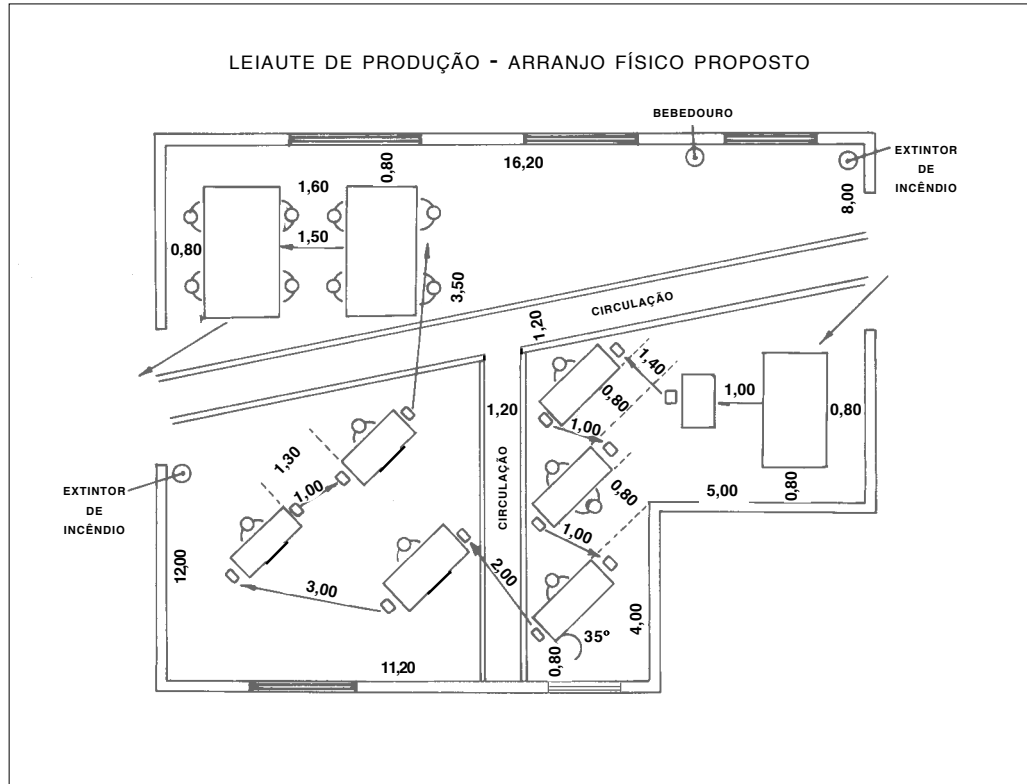 LEIAUTE DE PRODUÇÃO - ARRANJO FÍSICO PROPOSTO
BEBEDOURO
EXTINTOR
DE
INCÊNDIO
16,20
0,80
1,60
8,00
0,80
1,50
3,50
CIRCULAÇÃO
1,20
1,40
1,00
0,80
0,80
1,20
1,00
CIRCULAÇÃO
1,30
1,00
0,80
5,00
0,80
EXTINTOR
DE
INCÊNDIO
12,00
1,00
2,00
3,00
4,00
35º
0,80
11,20